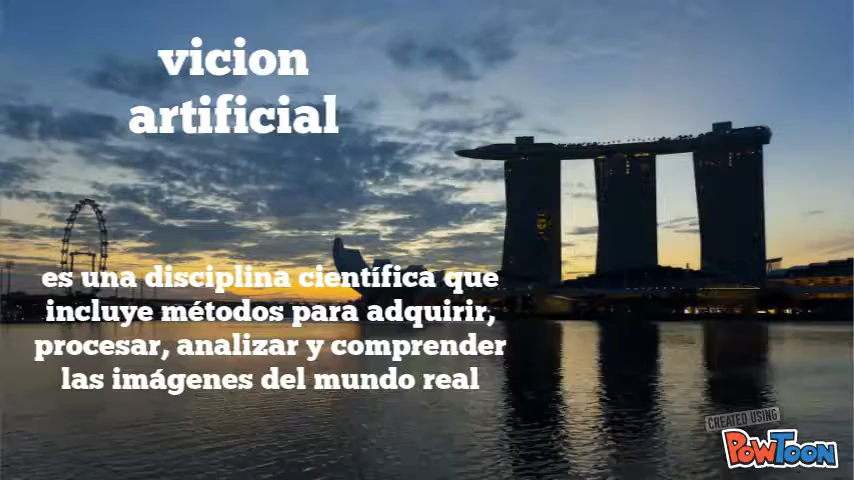 vicion
artificial
es una disciplina científica que
incluye métodos para adquirir,
procesar, analizar y comprender
las imágenes del mundo real
CREATED USING
POWTOON